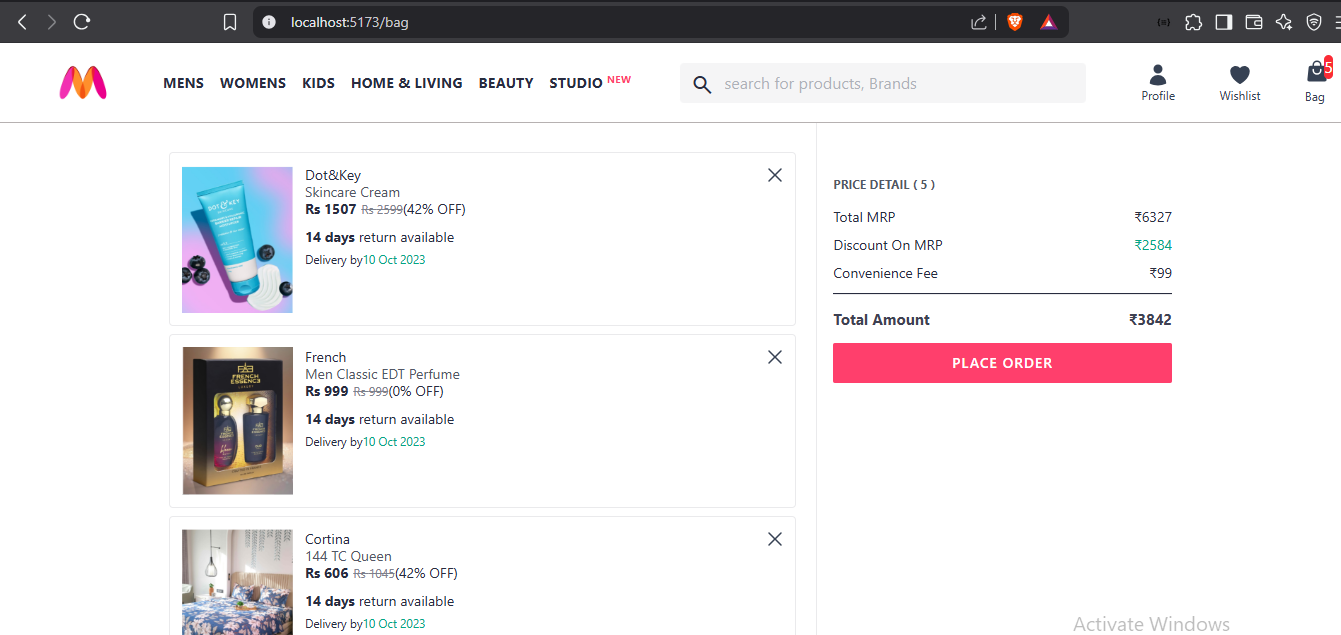 localhost:5173/bag
MENS WOMENS KIDS HOME & LIVING BEAUTY STUDIO NEW
search for products, Brands
Profile
Wishlist
5
Bag
Dot&Key
Skincare Cream
Rs 1507 Rs 2599(42% OFF)
14 days return available
Delivery by10 Oct 2023
DOT & KEY
French
Men Classic EDT Perfume
Rs 999 Rs 999(0% OFF)
14 days return available
Delivery by10 Oct 2023
FRENCH
ESSENCE
Cortina
144 TC Queen
Rs 606 Rs 1045(42% OFF)
14 days return available
Delivery by10 Oct 2023
PRICE DETAIL ( 5 )
Total MRP ₹6327
Discount On MRP ₹2584
Convenience Fee ₹99
Total Amount ₹3842
PLACE ORDER
Activate Windows